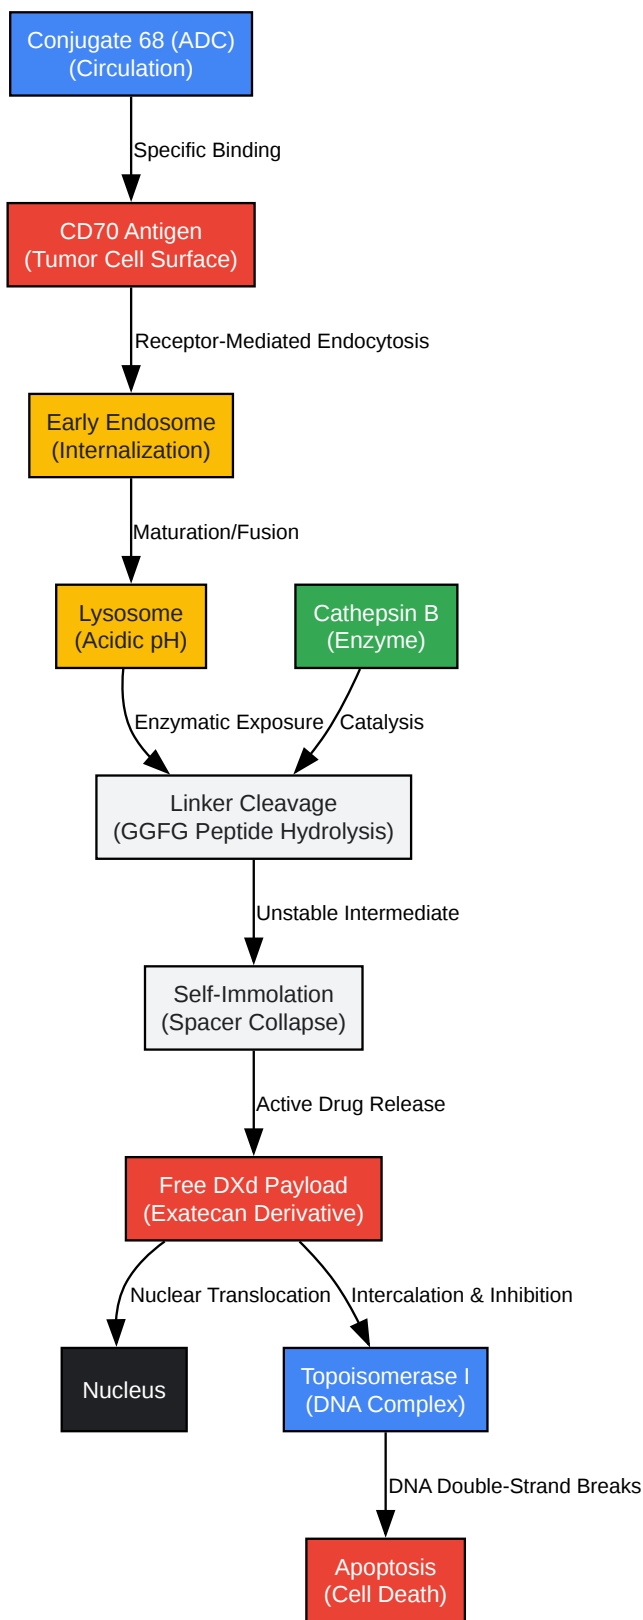 Conjugate 68 (ADC)
(Circulation)
Specific Binding
CD70 Antigen
(Tumor Cell Surface)
Receptor-Mediated Endocytosis
Early Endosome
(Internalization)
Maturation/Fusion
Lysosome
(Acidic pH)
Cathepsin B
(Enzyme)
Enzymatic Exposure
Catalysis
Linker Cleavage
(GGFG Peptide Hydrolysis)
Unstable Intermediate
Self-Immolation
(Spacer Collapse)
Active Drug Release
Free DXd Payload
(Exatecan Derivative)
Nuclear Translocation
Intercalation & Inhibition
Nucleus
Topoisomerase I
(DNA Complex)
DNA Double-Strand Breaks
Apoptosis
(Cell Death)